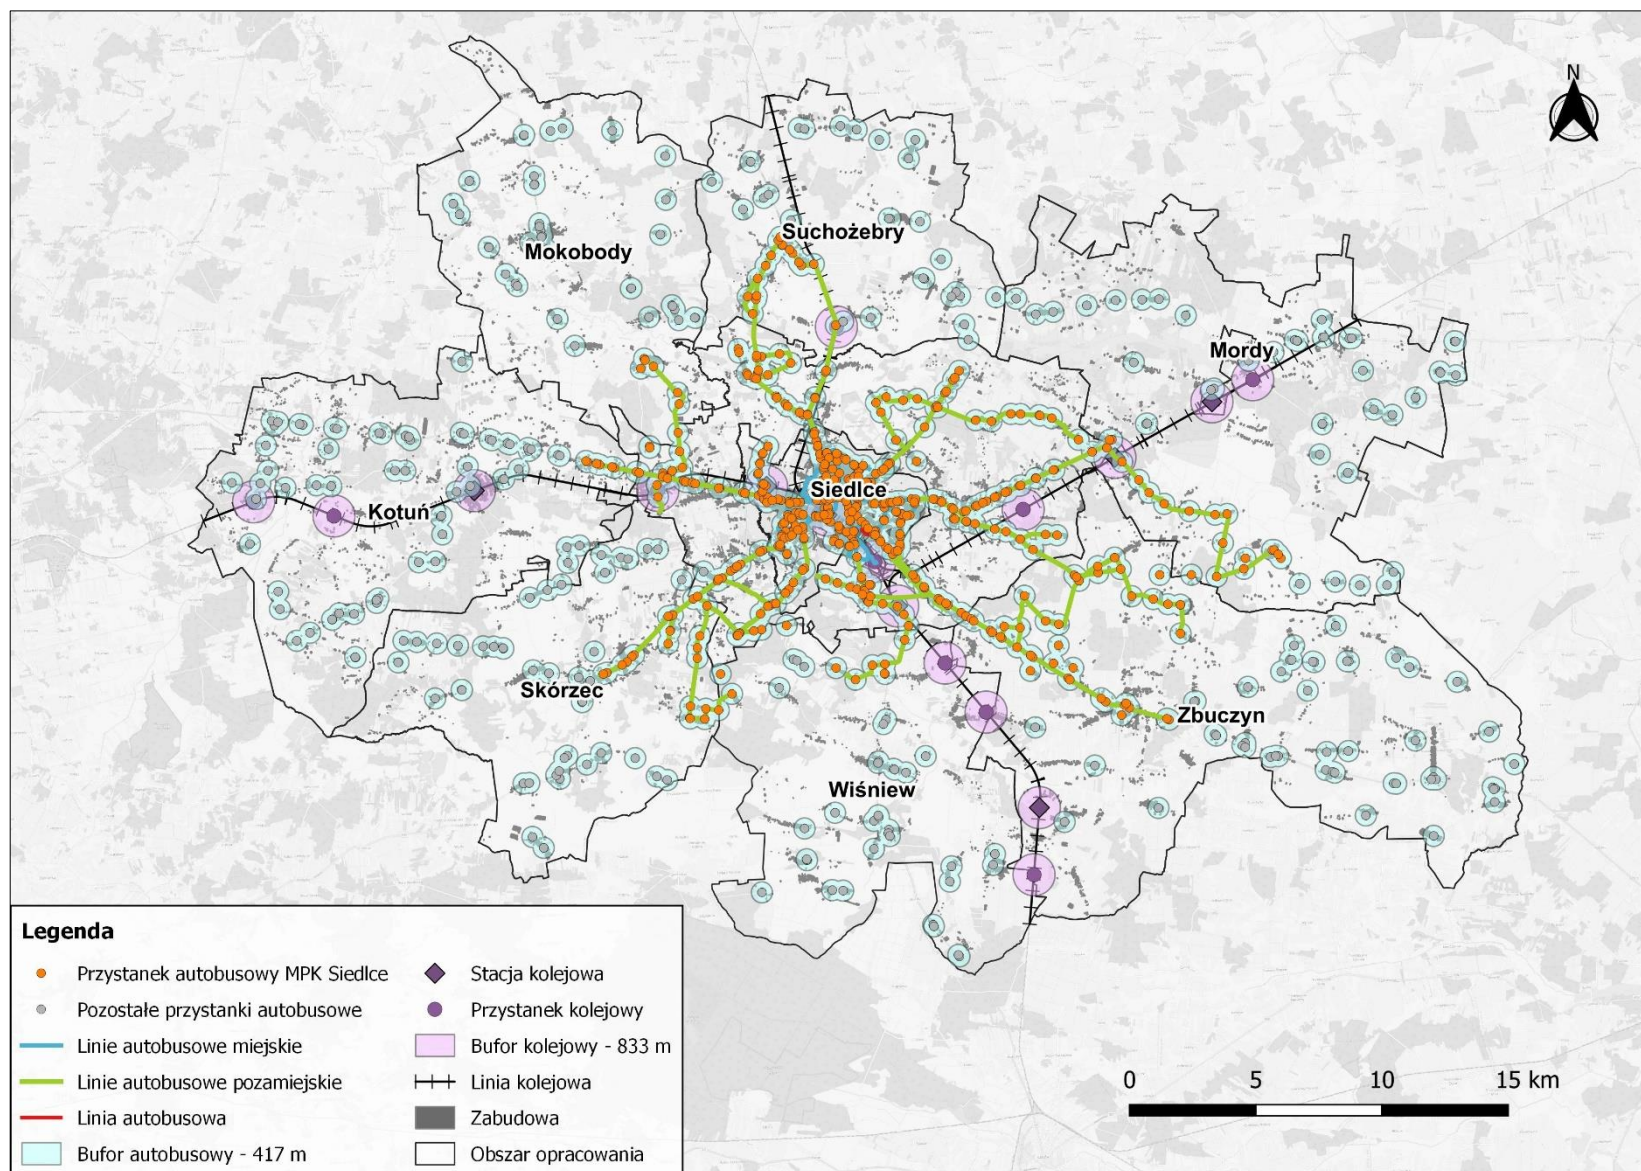 N
Suchożebry
Mokobody
Mordy
Siedlce
Kotuń
Skórzec
Zbuczyn
Wiśniew
Legenda
Przystanek autobusowy MPK Siedlce
Pozostałe przystanki autobusowe
Linie autobusowe miejskie
Linie autobusowe pozamiejskie
Linia autobusowa
Bufor autobusowy - 417 m
Stacja kolejowa
Przystanek kolejowy
Bufor kolejowy - 833 m
Linia kolejowa
Zabudowa
Obszar opracowania
0 5 10 15 km